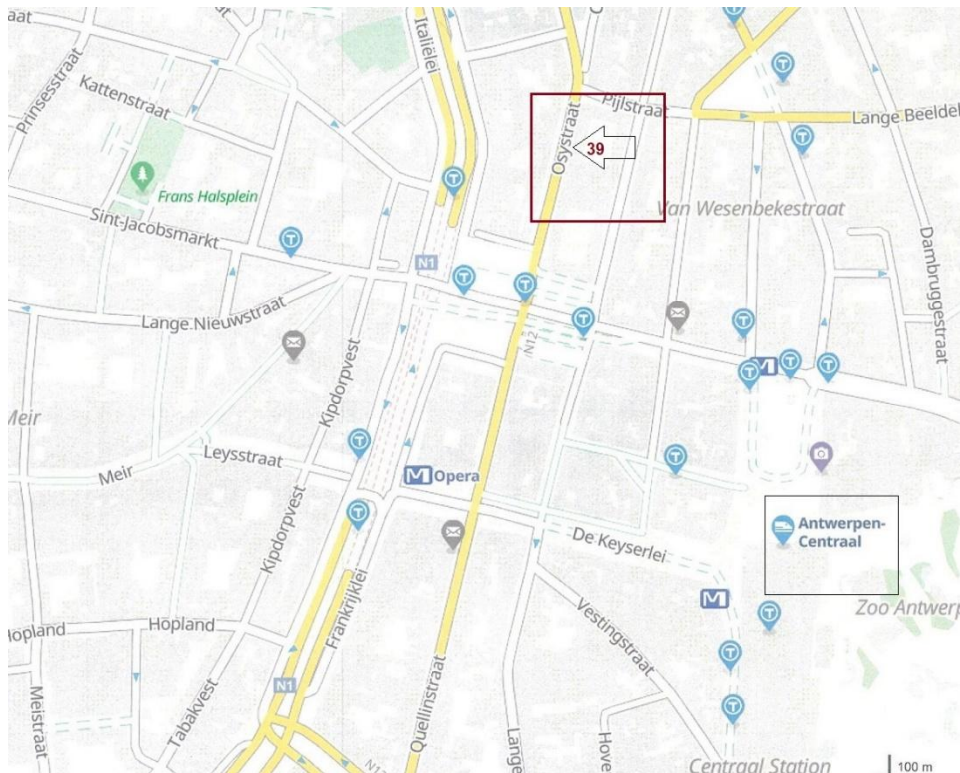 aat
Prinsesstraat
Kattenstraat
Frans Halsplein
Sint-Jacobsmarkt
Italiëlei
Osystraat
39
Pijlstraat
Lange Beeldel
Van Wesenbekestraat
Dambruggestraat
N1
Lange Nieuwstraat
Kipdorpvest
N12
M
Meir
Leysstraat
Meir
M Opera
Kipdorpvest
De Keyserlei
Antwerpen-
Centraal
M
Zoo Antwerp
Hopland
Hopland
Frankrijklei
Vestingstraat
N1
Meistraat
Tabakvest
Quellinstraat
Lange
Hove
Centraal Station
100 m